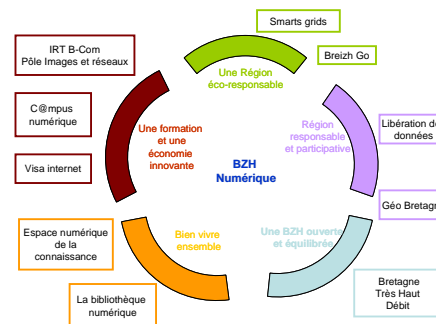 Smarts grids
IRT B-Com
Pôle Images et réseaux
Breizh Go
Une Région
éco-responsable
C@mpus
numérique
Une formation
et une
économie
innovante
Région
responsable
et participative
Libération de
données
BZH
Numérique
Visa internet
Géo Bretagn
Espace numérique
de la
connaissance
Bien vivre
ensemble
Une BZH ouverte
et équilibrée
La bibliothèque
numérique
Bretagne
Très Haut
Débit